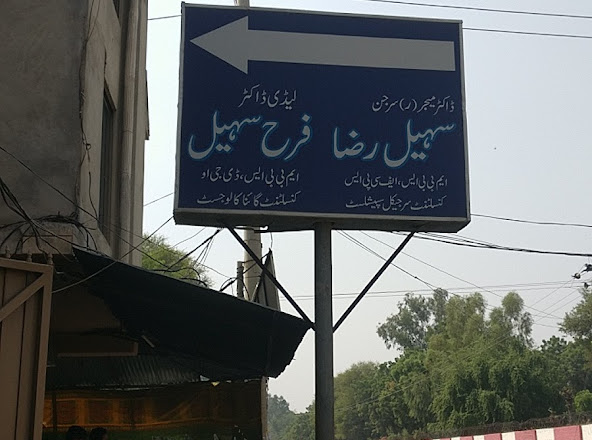 ڈاکٹر میجر (ر) سرجن
سہیل رضا
ایم بی بی ایس، ایف سی پی ایس
کنسلٹنٹ سرجیکل سپیشلسٹ
لیڈی ڈاکٹر
فرح سہیل
ایم بی بی ایس، ڈی جی او
کنسلٹنٹ گائناکالوجسٹ